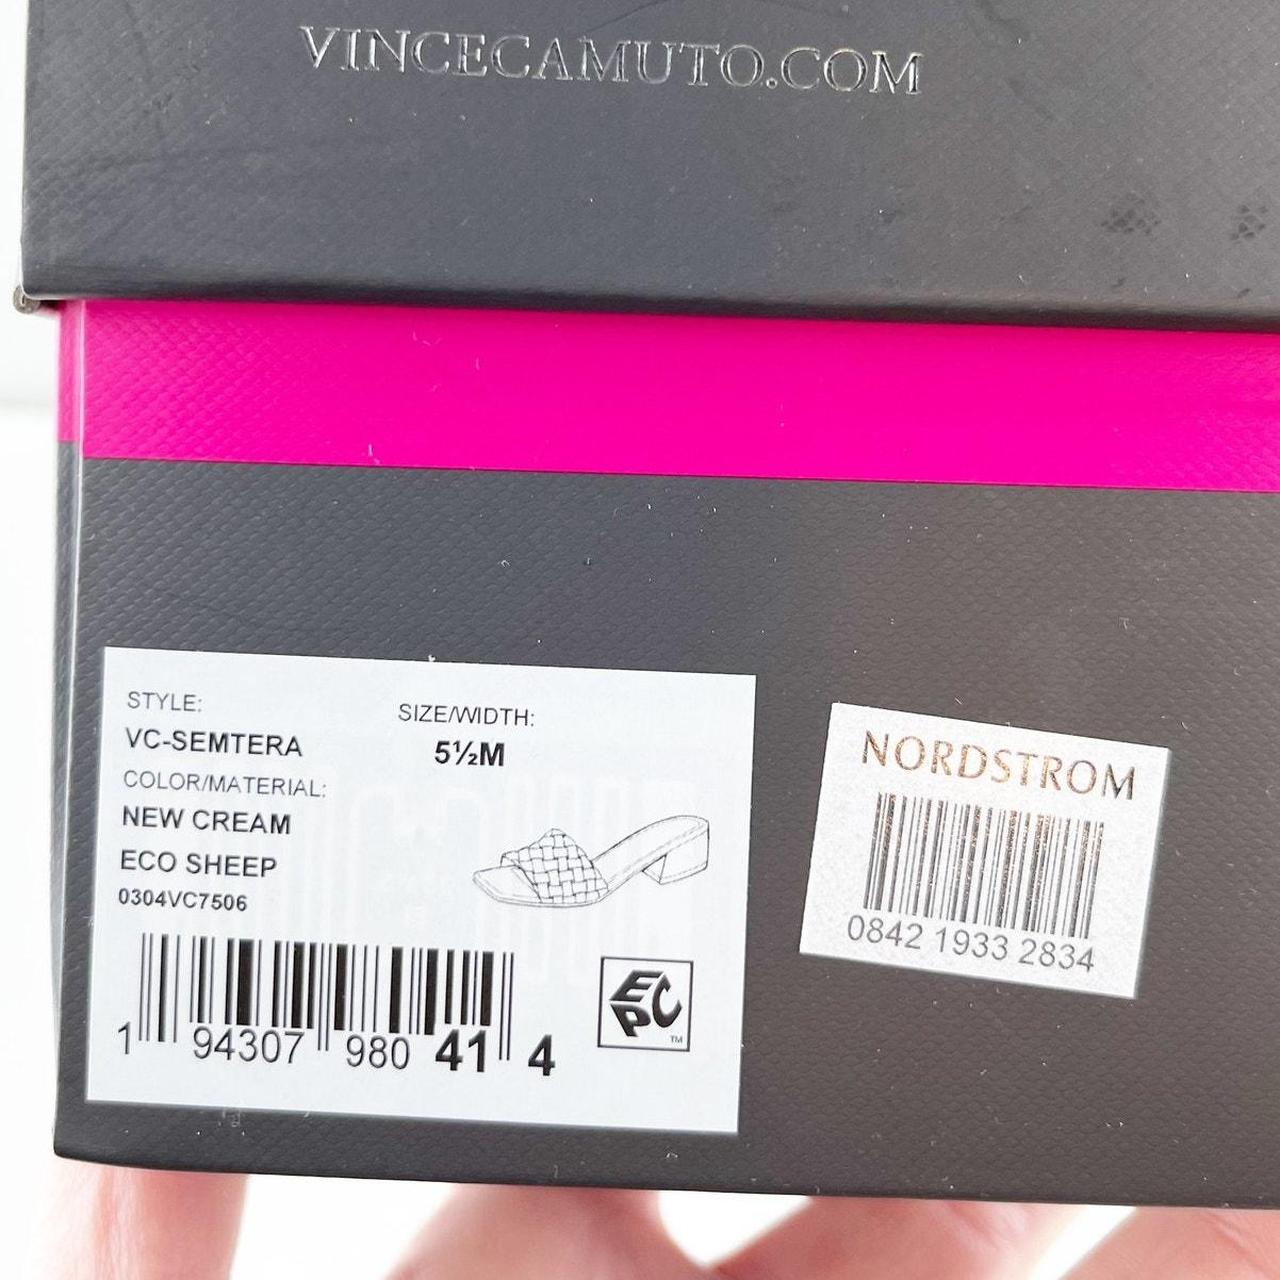 VINCECAMUTO.COM
STYLE:
VC-SEMTERA
SIZE/WIDTH:
5½M
COLOR/MATERIAL:
NEW CREAM
ECO SHEEP
0304VC7506
1 94307 980 41 4
EPC
TM
NORDSTROM
0842 1933 2834